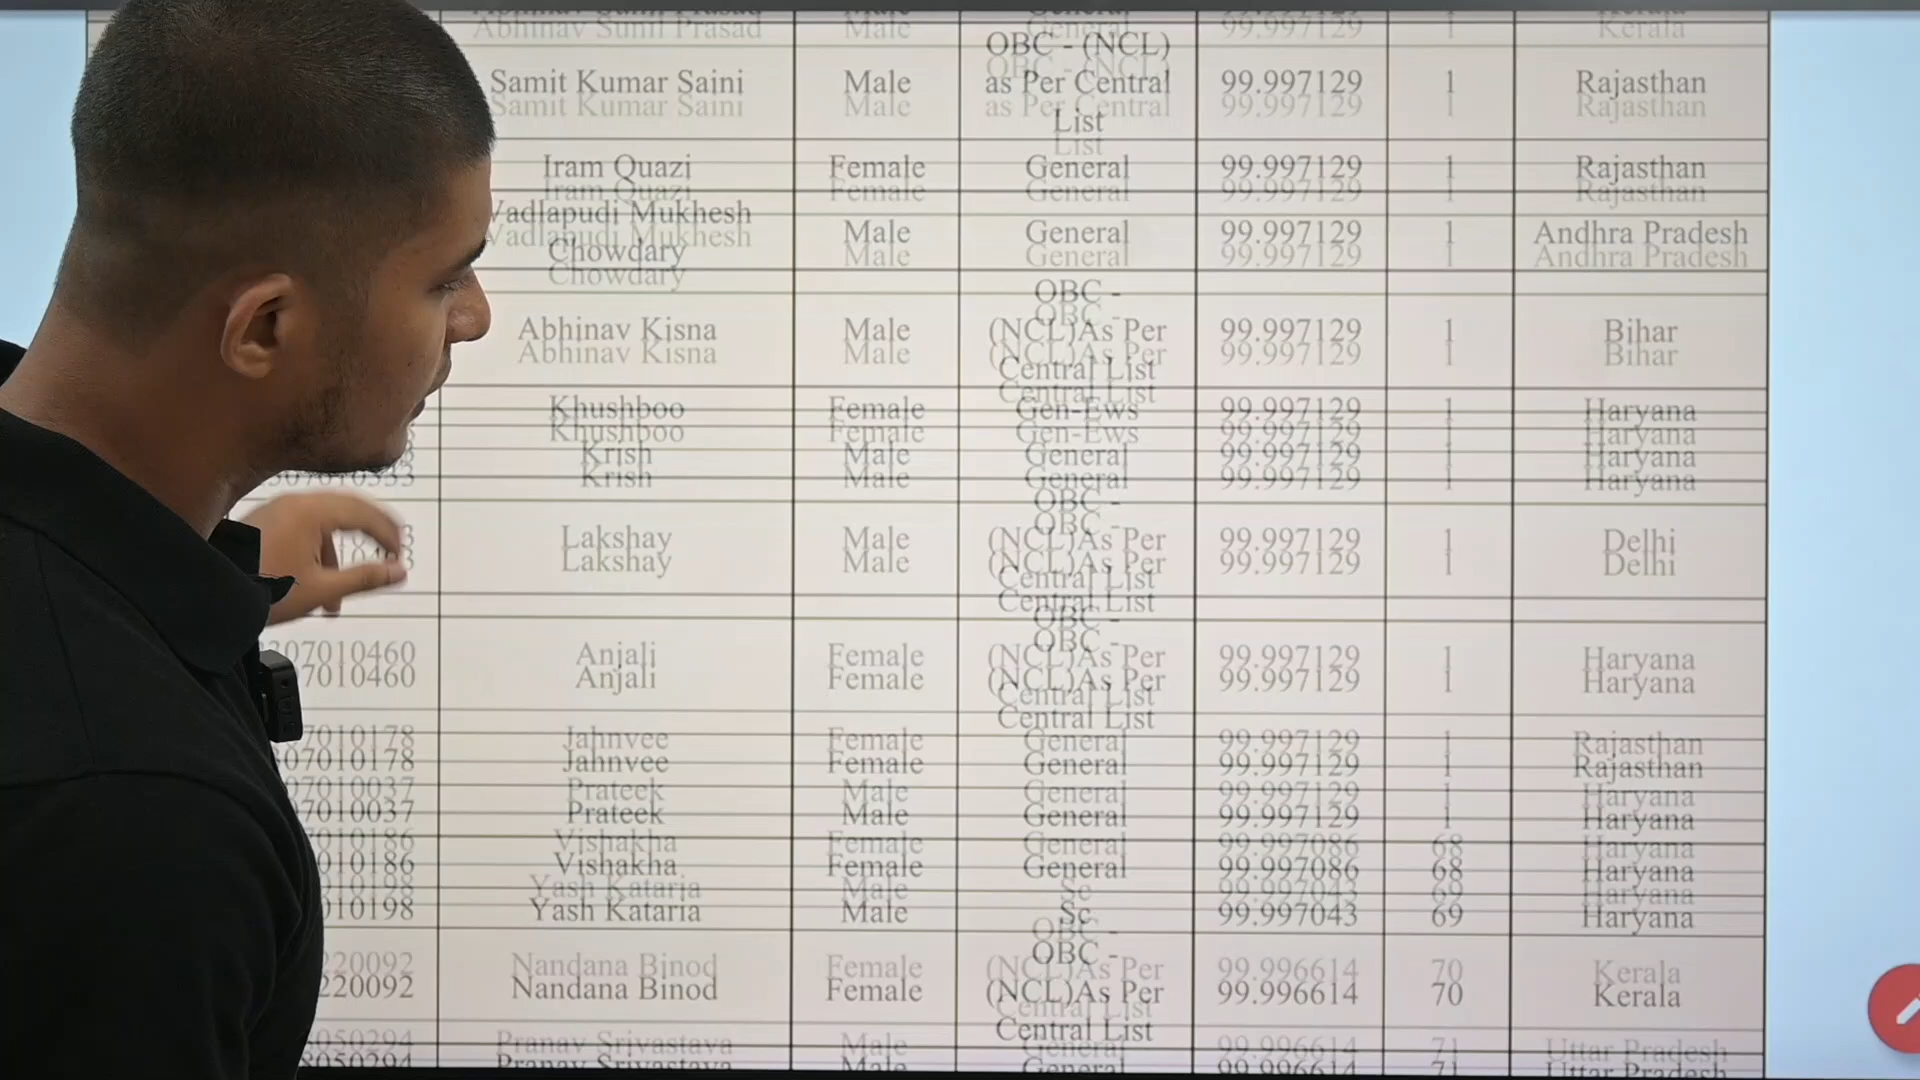 Abhinav Sunil Prasad Male General 99.997129 1 Kerala
OBC - (NCL)
Samit Kumar Saini Male as Per Central 99.997129 1 Rajasthan
List
Iram Quazi Female General 99.997129 1 Rajasthan
Vadlapudi Mukhesh
Male General 99.997129 1 Andhra Pradesh
Chowdary
OBC -
Abhinav Kisna Male (NCL)As Per 99.997129 1 Bihar
Central List
Khushboo Female Gen-Ews 99.997129 1 Haryana
Krish Male General 99.997129 1 Haryana
OBC -
Lakshay Male (NCL)As Per 99.997129 1 Delhi
Central List
OBC -
07010460 Anjali Female (NCL)As Per 99.997129 1 Haryana
Central List
07010178 Jahnvee Female General 99.997129 1 Rajasthan
07010037 Prateek Male General 99.997129 1 Haryana
010186 Vishakha Female General 99.997086 68 Haryana
10198 Yash Kataria Male Sc 99.997043 69 Haryana
OBC -
220092 Nandana Binod Female (NCL)As Per 99.996614 70 Kerala
Central List
8050294 Pranav Srivastava Male General 99.996614 71 Uttar Pradesh